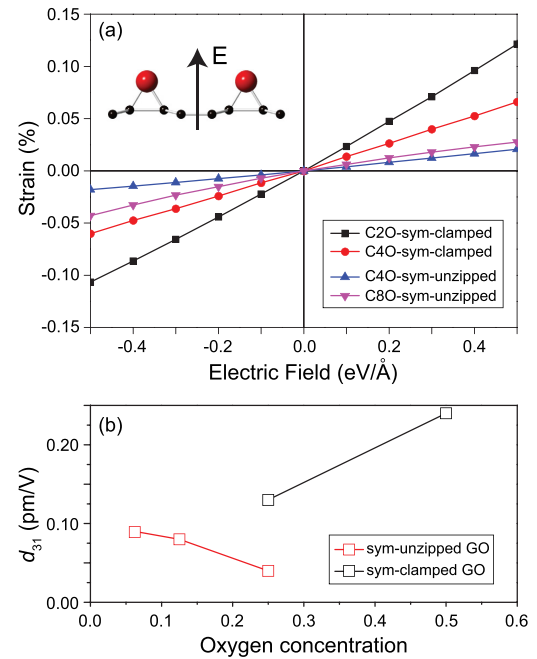 (a)
E
0.15
0.10
0.05
0.00
-0.05
-0.10
-0.15
Strain (%)
C2O-sym-clamped
C4O-sym-clamped
C4O-sym-unzipped
C8O-sym-unzipped
-0.4 -0.2 0.0 0.2 0.4
Electric Field (eV/Å)
(b)
0.20
0.10
0.00
d31 (pm/V)
sym-unzipped GO
sym-clamped GO
0.0 0.1 0.2 0.3 0.4 0.5 0.6
Oxygen concentration